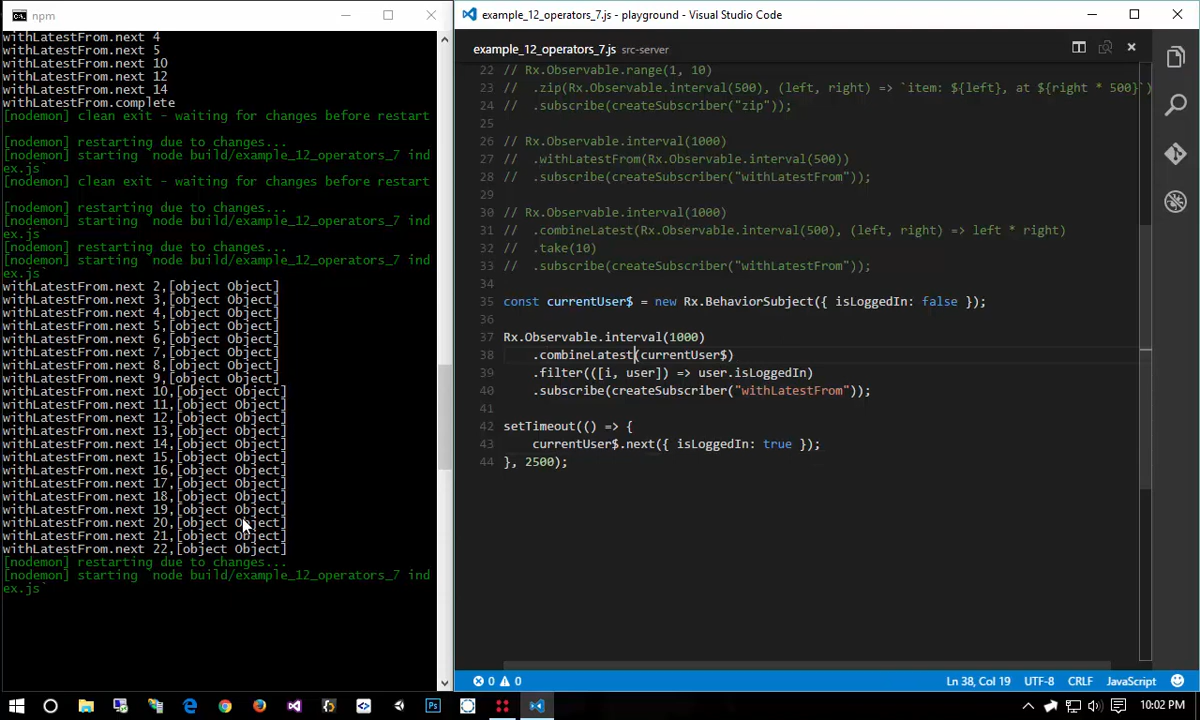 npm
withLatestFrom.next 4
withLatestFrom.next 5
withLatestFrom.next 10
withLatestFrom.next 12
withLatestFrom.next 14
withLatestFrom.complete
[nodemon] clean exit - waiting for changes before restart
[nodemon] restarting due to changes...
[nodemon] starting `node build/example_12_operators_7 ind
ex.js`
[nodemon] clean exit - waiting for changes before restart
[nodemon] restarting due to changes...
[nodemon] starting `node build/example_12_operators_7 ind
ex.js`
[nodemon] restarting due to changes...
[nodemon] starting `node build/example_12_operators_7 ind
ex.js`
withLatestFrom.next 2,[object Object]
withLatestFrom.next 3,[object Object]
withLatestFrom.next 4,[object Object]
withLatestFrom.next 5,[object Object]
withLatestFrom.next 6,[object Object]
withLatestFrom.next 7,[object Object]
withLatestFrom.next 8,[object Object]
withLatestFrom.next 9,[object Object]
withLatestFrom.next 10,[object Object]
withLatestFrom.next 11,[object Object]
withLatestFrom.next 12,[object Object]
withLatestFrom.next 13,[object Object]
withLatestFrom.next 14,[object Object]
withLatestFrom.next 15,[object Object]
withLatestFrom.next 16,[object Object]
withLatestFrom.next 17,[object Object]
withLatestFrom.next 18,[object Object]
withLatestFrom.next 19,[object Object]
withLatestFrom.next 20,[object Object]
withLatestFrom.next 21,[object Object]
withLatestFrom.next 22,[object Object]
[nodemon] restarting due to changes...
[nodemon] starting `node build/example_12_operators_7 ind
ex.js`
example_12_operators_7.js - playground - Visual Studio Code
example_12_operators_7.js src-server
22 // Rx.Observable.range(1, 10)
23 // .zip(Rx.Observable.interval(500), (left, right) => `item: ${left}, at ${right * 500}`)
24 // .subscribe(createSubscriber("zip"));
25
26 // Rx.Observable.interval(1000)
27 // .withLatestFrom(Rx.Observable.interval(500))
28 // .subscribe(createSubscriber("withLatestFrom"));
29
30 // Rx.Observable.interval(1000)
31 // .combineLatest(Rx.Observable.interval(500), (left, right) => left * right)
32 // .take(10)
33 // .subscribe(createSubscriber("withLatestFrom"));
34
35 const currentUser$ = new Rx.BehaviorSubject({ isLoggedIn: false });
36
37 Rx.Observable.interval(1000)
38 .combineLatest(currentUser$)
39 .filter(([i, user]) => user.isLoggedIn)
40 .subscribe(createSubscriber("withLatestFrom"));
41
42 setTimeout(() => {
43 currentUser$.next({ isLoggedIn: true });
44 }, 2500);
0 0 Ln 38, Col 19 UTF-8 CRLF JavaScript
10:02 PM